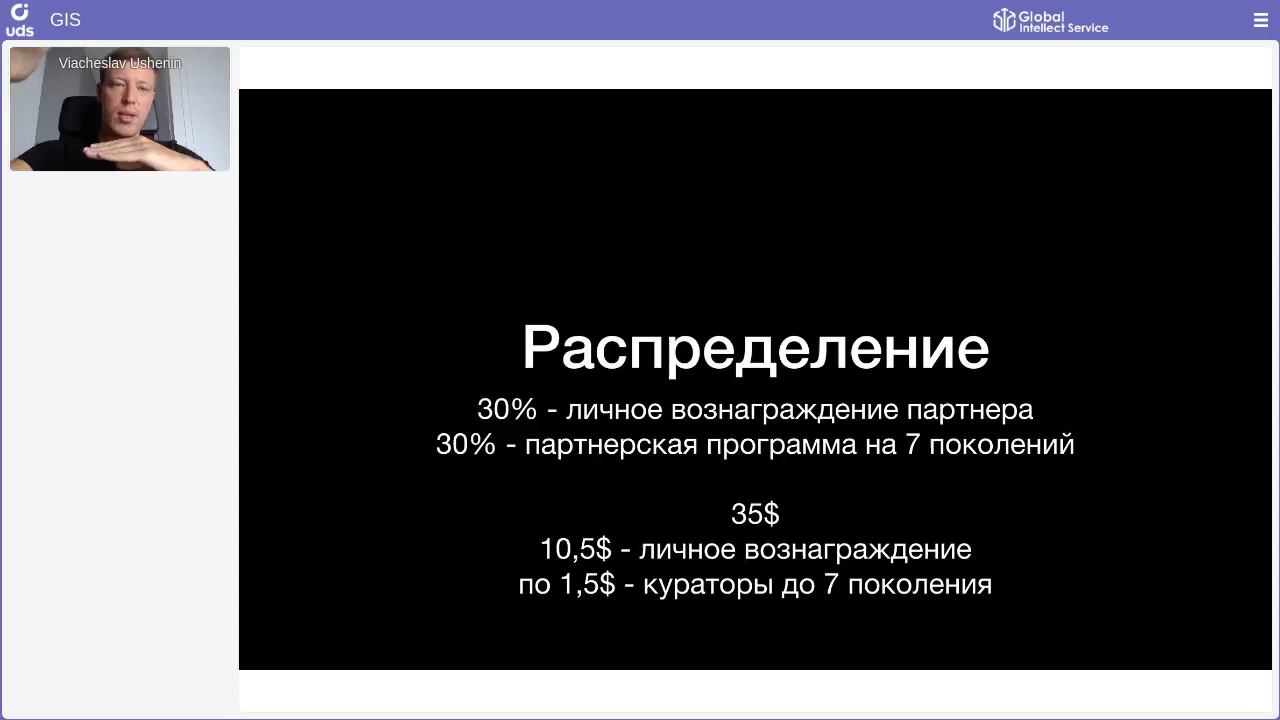 uds
GIS
Global
Intellect Service
Viacheslav Ushenin
Распределение
30% - личное вознаграждение партнера
30% - партнерская программа на 7 поколений
35$
10,5$ - личное вознаграждение
по 1,5$ - кураторы до 7 поколения